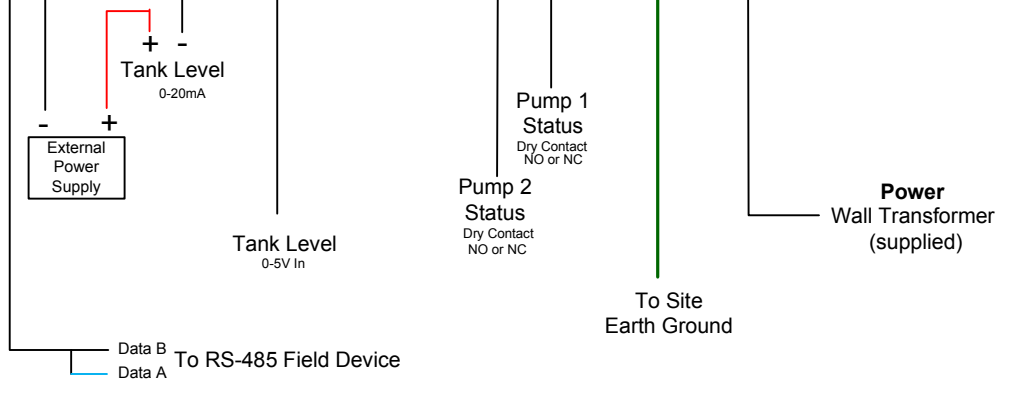 + -
Tank Level
0-20mA
- +
External
Power
Supply
Tank Level
0-5V In
Pump 1
Status
Dry Contact
NO or NC
Pump 2
Status
Dry Contact
NO or NC
To Site
Earth Ground
Power
Wall Transformer
(supplied)
Data B
Data A
To RS-485 Field Device